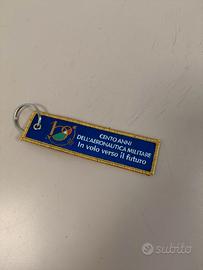 CENTO ANNI
DELL'AERONAUTICA MILITARE
In volo verso il futuro
subito